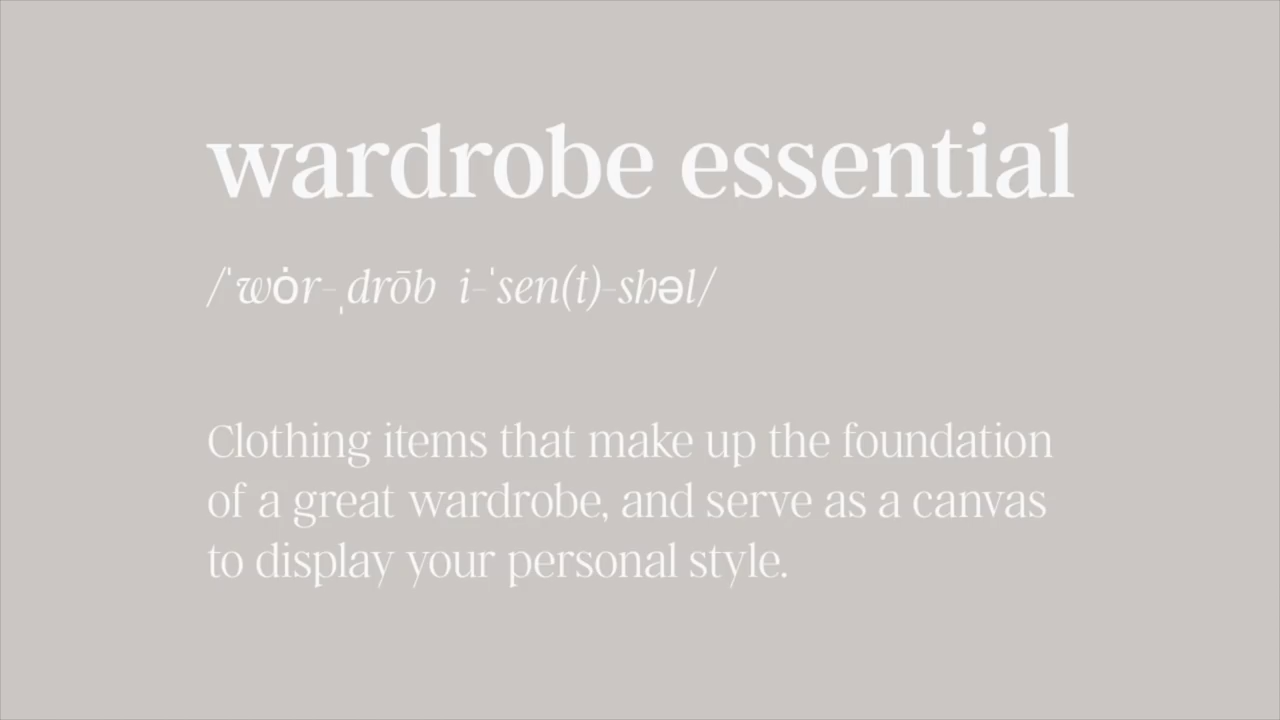 wardrobe essential
/ˈwȯr-ˌdrōb i-ˈsen(t)-shəl/
Clothing items that make up the foundation
of a great wardrobe, and serve as a canvas
to display your personal style.